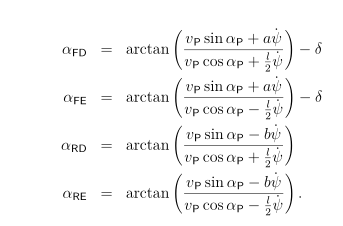 α_FD = arctan ( (v_P sin α_P + aψ̇) / (v_P cos α_P + (l/2)ψ̇) ) − δ
α_FE = arctan ( (v_P sin α_P + aψ̇) / (v_P cos α_P − (l/2)ψ̇) ) − δ
α_RD = arctan ( (v_P sin α_P − bψ̇) / (v_P cos α_P + (l/2)ψ̇) )
α_RE = arctan ( (v_P sin α_P − bψ̇) / (v_P cos α_P − (l/2)ψ̇) ) .